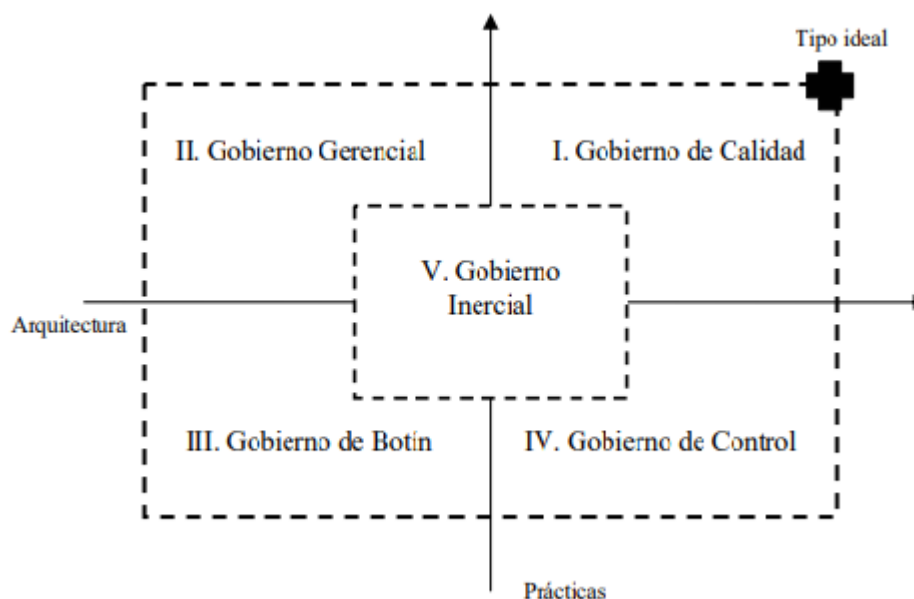 Tipo ideal
II. Gobierno Gerencial
I. Gobierno de Calidad
V. Gobierno
Inercial
Arquitectura
III. Gobierno de Botín
IV. Gobierno de Control
Prácticas